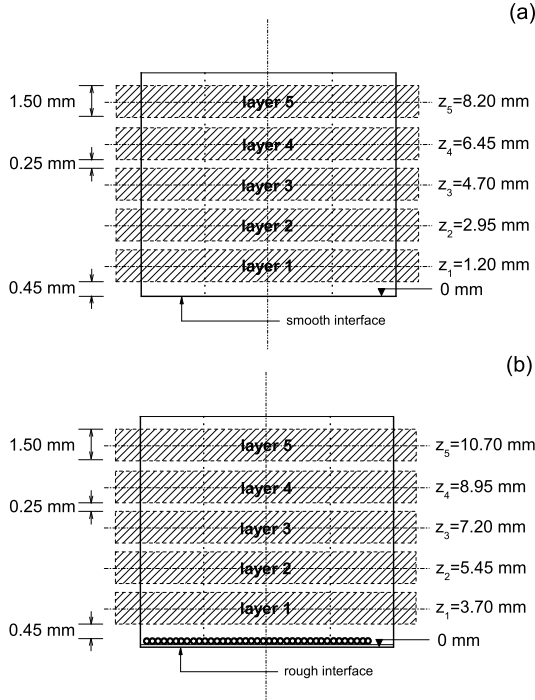 (a)
1.50 mm
layer 5
z5=8.20 mm
layer 4
z4=6.45 mm
0.25 mm
layer 3
z3=4.70 mm
layer 2
z2=2.95 mm
layer 1
z1=1.20 mm
0.45 mm
0 mm
smooth interface
(b)
1.50 mm
layer 5
z5=10.70 mm
layer 4
z4=8.95 mm
0.25 mm
layer 3
z3=7.20 mm
layer 2
z2=5.45 mm
layer 1
z1=3.70 mm
0.45 mm
0 mm
rough interface